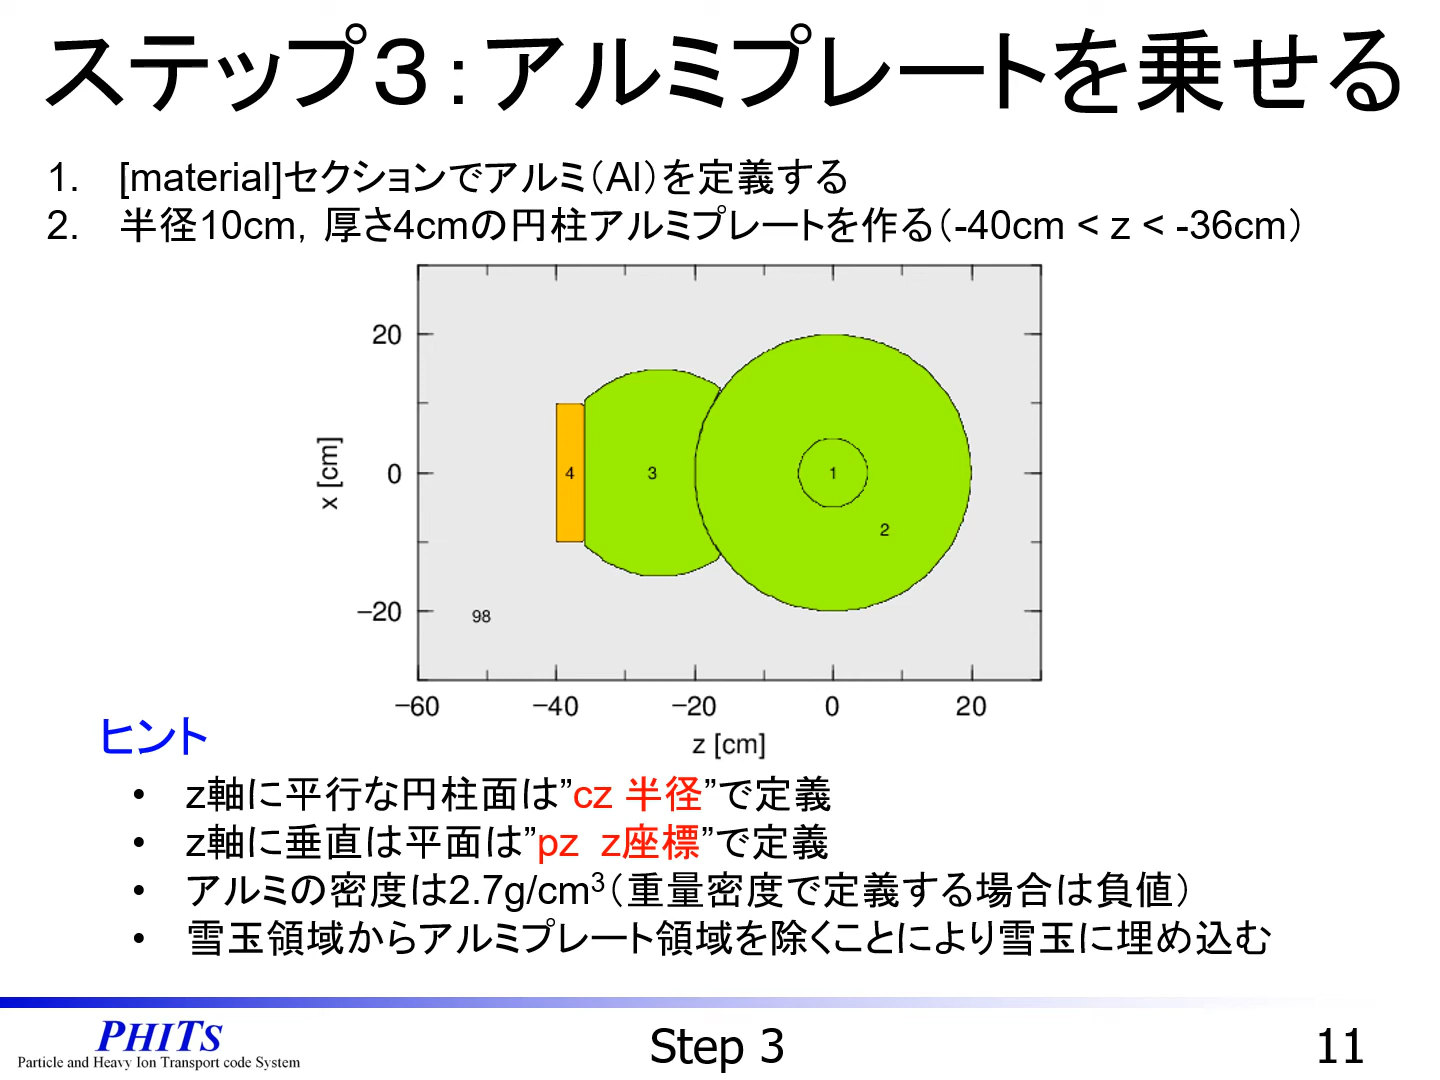 ステップ３：アルミプレートを乗せる
1. [material]セクションでアルミ（Al）を定義する
2. 半径10cm，厚さ4cmの円柱アルミプレートを作る（-40cm < z < -36cm）
20
0
−20
x [cm]
4
3
1
2
98
−60 −40 −20 0 20
z [cm]
ヒント
• z軸に平行な円柱面は”cz 半径”で定義
• z軸に垂直は平面は”pz z座標”で定義
• アルミの密度は2.7g/cm³（重量密度で定義する場合は負値）
• 雪玉領域からアルミプレート領域を除くことにより雪玉に埋め込む
PHITS
Particle and Heavy Ion Transport code System
Step 3
11